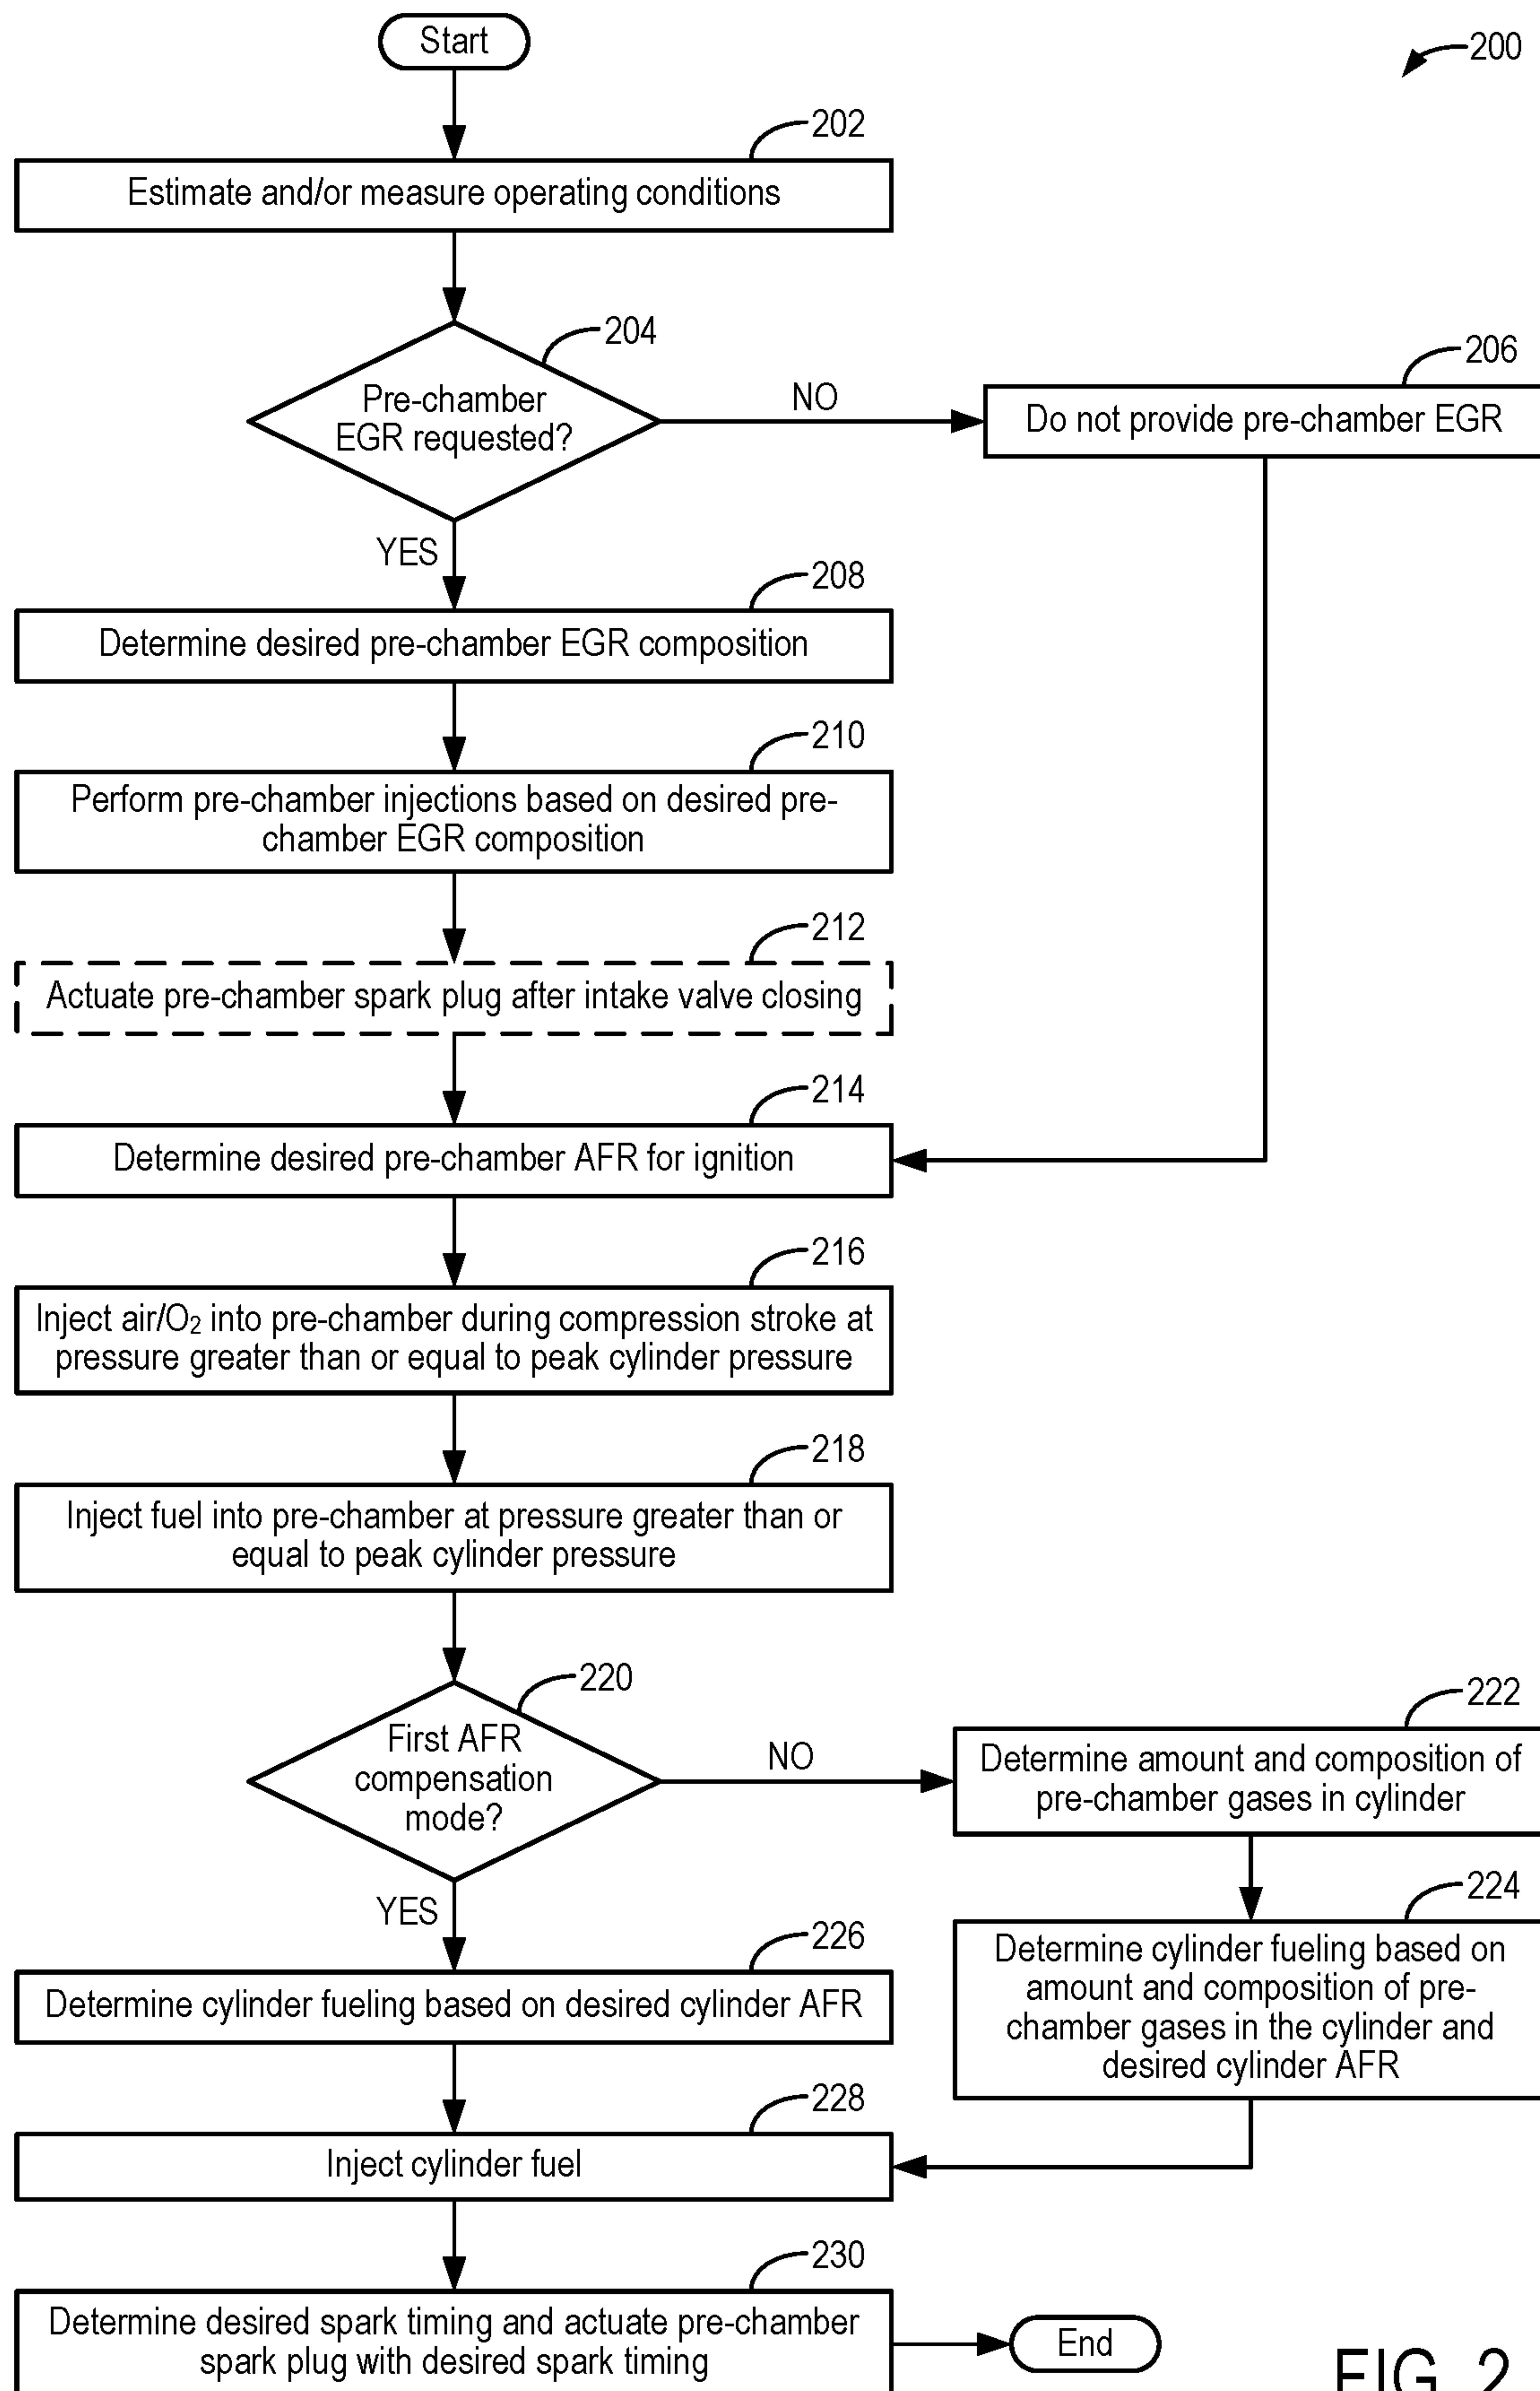 Start
200
202
Estimate and/or measure operating conditions
204
Pre-chamber
EGR requested?
NO
206
Do not provide pre-chamber EGR
YES
208
Determine desired pre-chamber EGR composition
210
Perform pre-chamber injections based on desired pre-
chamber EGR composition
212
Actuate pre-chamber spark plug after intake valve closing
214
Determine desired pre-chamber AFR for ignition
216
Inject air/O₂ into pre-chamber during compression stroke at
pressure greater than or equal to peak cylinder pressure
218
Inject fuel into pre-chamber at pressure greater than or
equal to peak cylinder pressure
220
First AFR
compensation
mode?
NO
222
Determine amount and composition of
pre-chamber gases in cylinder
224
Determine cylinder fueling based on
amount and composition of pre-
chamber gases in the cylinder and
desired cylinder AFR
YES
226
Determine cylinder fueling based on desired cylinder AFR
228
Inject cylinder fuel
230
Determine desired spark timing and actuate pre-chamber
spark plug with desired spark timing
End
FIG. 2